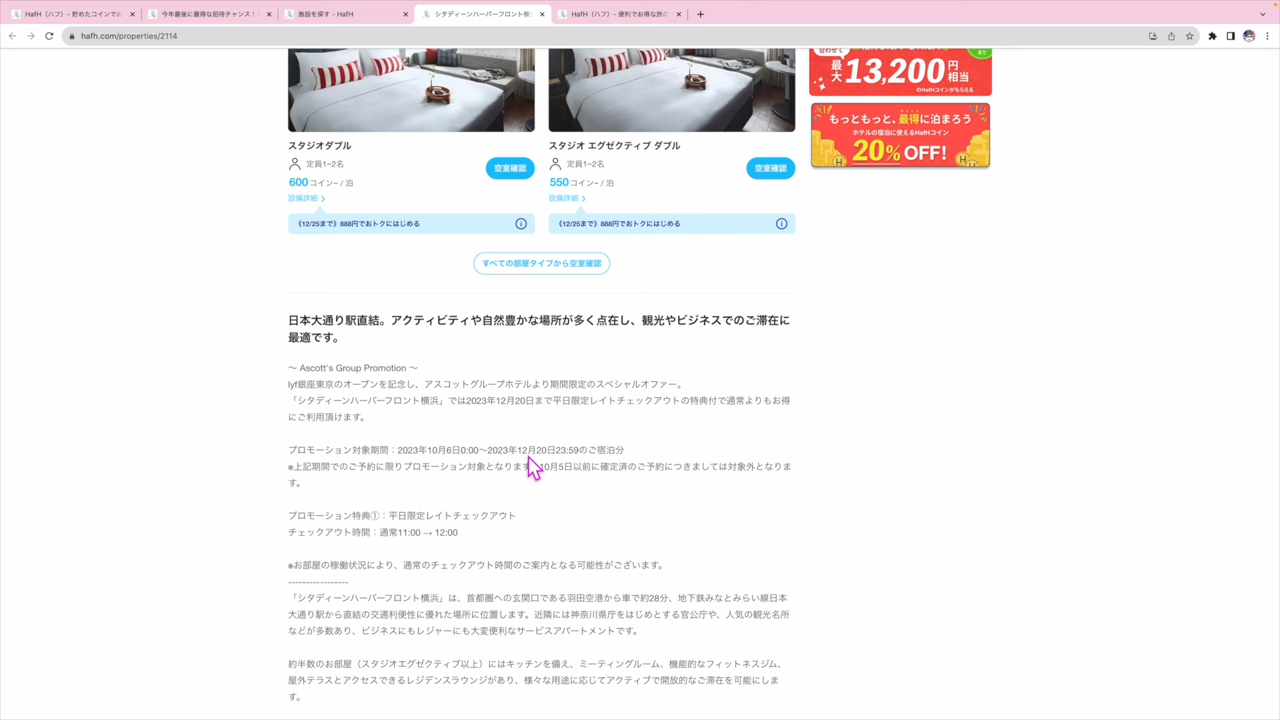 HafH（ハフ）- 貯めたコインでお
今年最後に最得な招待チャンス！
施設を探す - HafH
シタディーンハーバーフロント横浜
HafH（ハフ）- 便利でお得な旅の
hafh.com/properties/2114
最大13,200円相当
のHafHコインがもらえる
もっともっと、最得に泊まろう
ホテルの宿泊に使えるHafHコイン
20% OFF!
スタジオダブル
定員1~2名
空室確認
600 コイン~ / 泊
設備詳細
《12/25まで》888円でおトクにはじめる
スタジオ エグゼクティブ ダブル
定員1~2名
空室確認
550 コイン~ / 泊
設備詳細
《12/25まで》888円でおトクにはじめる
すべての部屋タイプから空室確認
日本大通り駅直結。アクティビティや自然豊かな場所が多く点在し、観光やビジネスでのご滞在に
最適です。
〜 Ascott's Group Promotion 〜
lyf銀座東京のオープンを記念し、アスコットグループホテルより期間限定のスペシャルオファー。
「シタディーンハーバーフロント横浜」では2023年12月20日まで平日限定レイトチェックアウトの特典付で通常よりもお得
にご利用頂けます。
プロモーション対象期間：2023年10月6日0:00〜2023年12月20日23:59のご宿泊分
※上記期間でのご予約に限りプロモーション対象となります。10月5日以前に確定済のご予約につきましては対象外となりま
す。
プロモーション特典①：平日限定レイトチェックアウト
チェックアウト時間：通常11:00 → 12:00
※お部屋の稼働状況により、通常のチェックアウト時間のご案内となる可能性がございます。
----------------
「シタディーンハーバーフロント横浜」は、首都圏への玄関口である羽田空港から車で約28分、地下鉄みなとみらい線日本
大通り駅から直結の交通利便性に優れた場所に位置します。近隣には神奈川県庁をはじめとする官公庁や、人気の観光名所
などが多数あり、ビジネスにもレジャーにも大変便利なサービスアパートメントです。
約半数のお部屋（スタジオエグゼクティブ以上）にはキッチンを備え、ミーティングルーム、機能的なフィットネスジム、
屋外テラスとアクセスできるレジデンスラウンジがあり、様々な用途に応じてアクティブで開放的なご滞在を可能にしま
す。